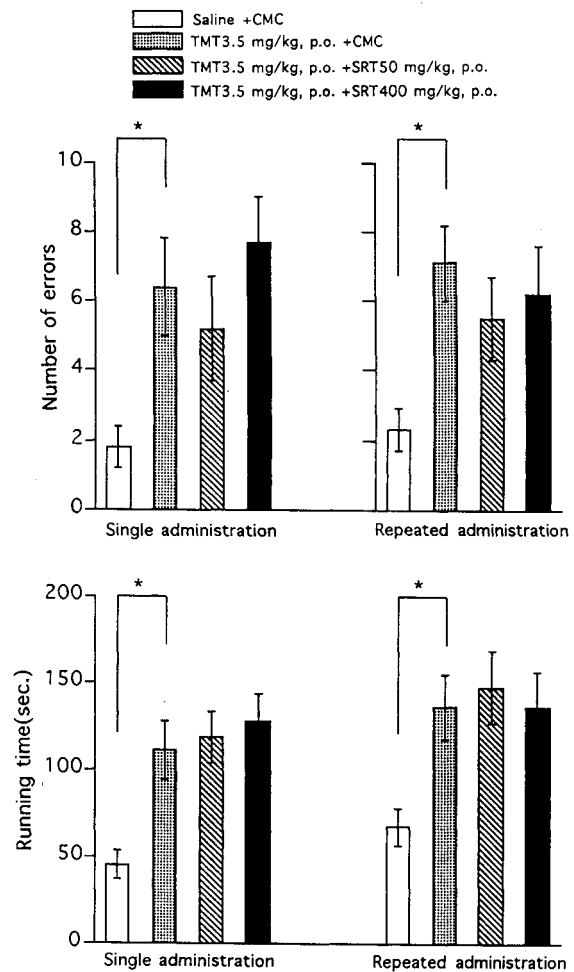 Saline +CMC
TMT3.5 mg/kg, p.o. +CMC
TMT3.5 mg/kg, p.o. +SRT50 mg/kg, p.o.
TMT3.5 mg/kg, p.o. +SRT400 mg/kg, p.o.
*
*
10
8
6
4
2
0
Number of errors
Single administration
Repeated administration
*
*
200
150
100
50
0
Running time(sec.)
Single administration
Repeated administration